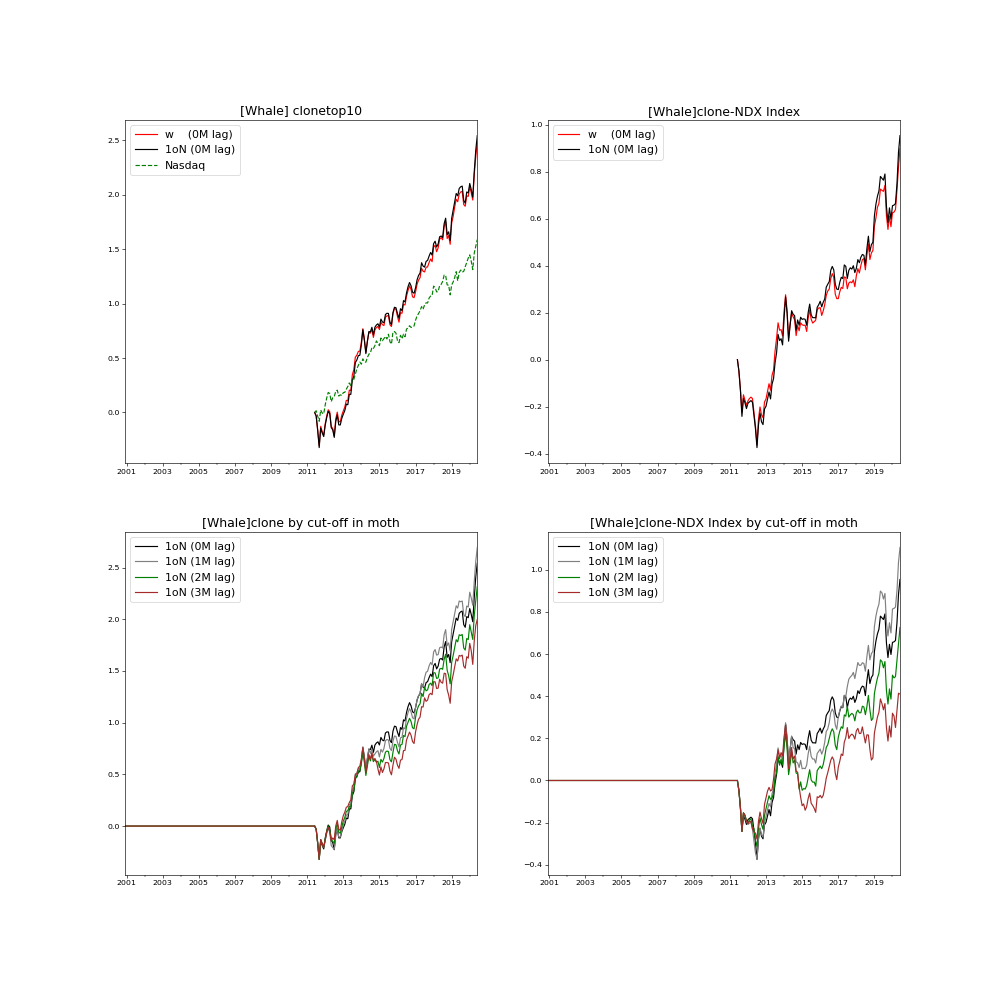 [Whale] clonetop10
w (0M lag)
1oN (0M lag)
Nasdaq
2.5
2.0
1.5
1.0
0.5
0.0
2001 2003 2005 2007 2009 2011 2013 2015 2017 2019
[Whale]clone-NDX Index
w (0M lag)
1oN (0M lag)
1.0
0.8
0.6
0.4
0.2
0.0
−0.2
−0.4
2001 2003 2005 2007 2009 2011 2013 2015 2017 2019
[Whale]clone by cut-off in moth
1oN (0M lag)
1oN (1M lag)
1oN (2M lag)
1oN (3M lag)
2.5
2.0
1.5
1.0
0.5
0.0
2001 2003 2005 2007 2009 2011 2013 2015 2017 2019
[Whale]clone-NDX Index by cut-off in moth
1oN (0M lag)
1oN (1M lag)
1oN (2M lag)
1oN (3M lag)
1.0
0.8
0.6
0.4
0.2
0.0
−0.2
−0.4
2001 2003 2005 2007 2009 2011 2013 2015 2017 2019